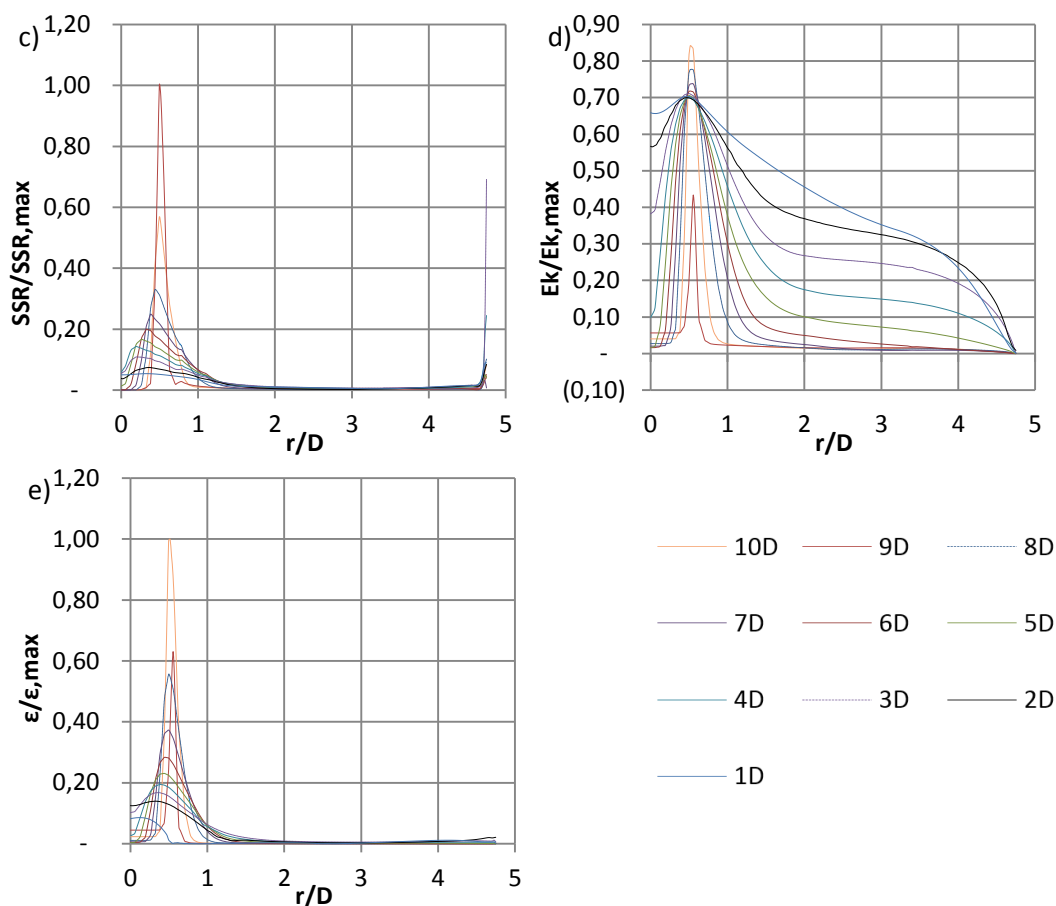 c)
1,20
1,00
0,80
0,60
0,40
0,20
-
SSR/SSR,max
0 1 2 3 4 5
r/D
d)
0,90
0,80
0,70
0,60
0,50
0,40
0,30
0,20
0,10
-
(0,10)
Ek/Ek,max
0 1 2 3 4 5
r/D
e)
1,20
1,00
0,80
0,60
0,40
0,20
-
ε/ε,max
0 1 2 3 4 5
r/D
10D 9D 8D
7D 6D 5D
4D 3D 2D
1D